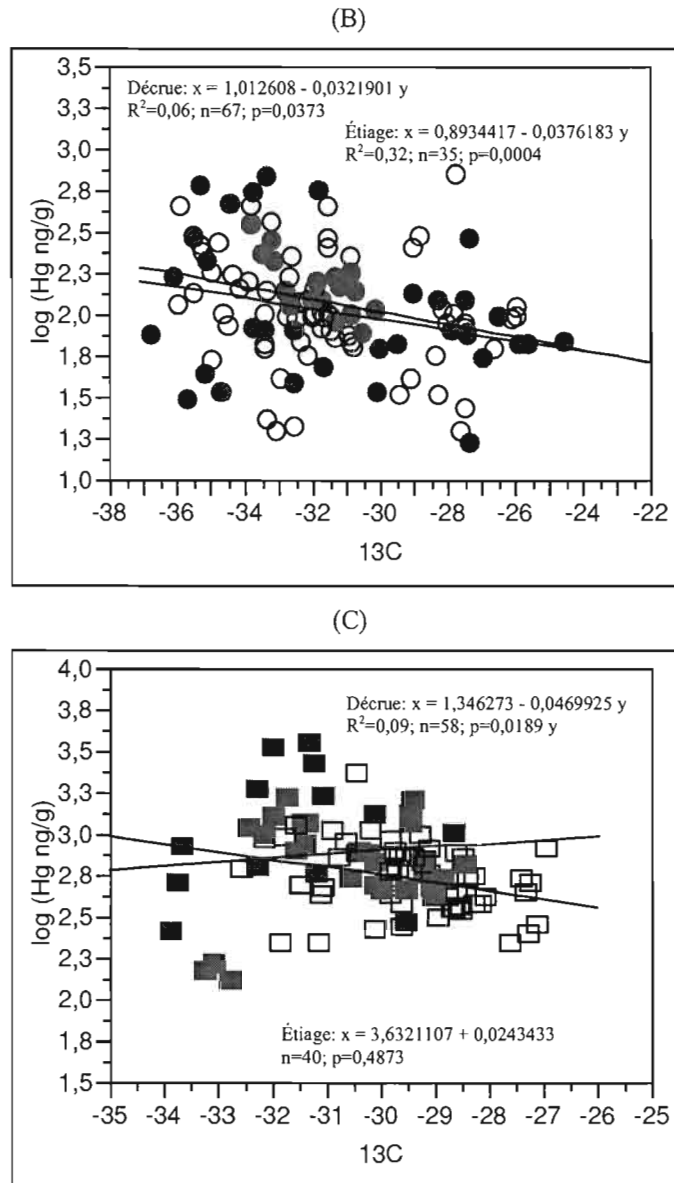 (B)
3,5
3,0
2,8
2,5
2,3
2,0
1,8
1,5
1,3
1,0
log (Hg ng/g)
Décrue: x = 1,012608 - 0,0321901 y
R²=0,06; n=67; p=0,0373
Étiage: x = 0,8934417 - 0,0376183 y
R²=0,32; n=35; p=0,0004
-38 -36 -34 -32 -30 -28 -26 -24 -22
13C
(C)
4,0
3,8
3,5
3,3
3,0
2,8
2,5
2,3
2,0
1,8
1,5
log (Hg ng/g)
Décrue: x = 1,346273 - 0,0469925 y
R²=0,09; n=58; p=0,0189 y
Étiage: x = 3,6321107 + 0,0243433
n=40; p=0,4873
-35 -34 -33 -32 -31 -30 -29 -28 -27 -26 -25
13C